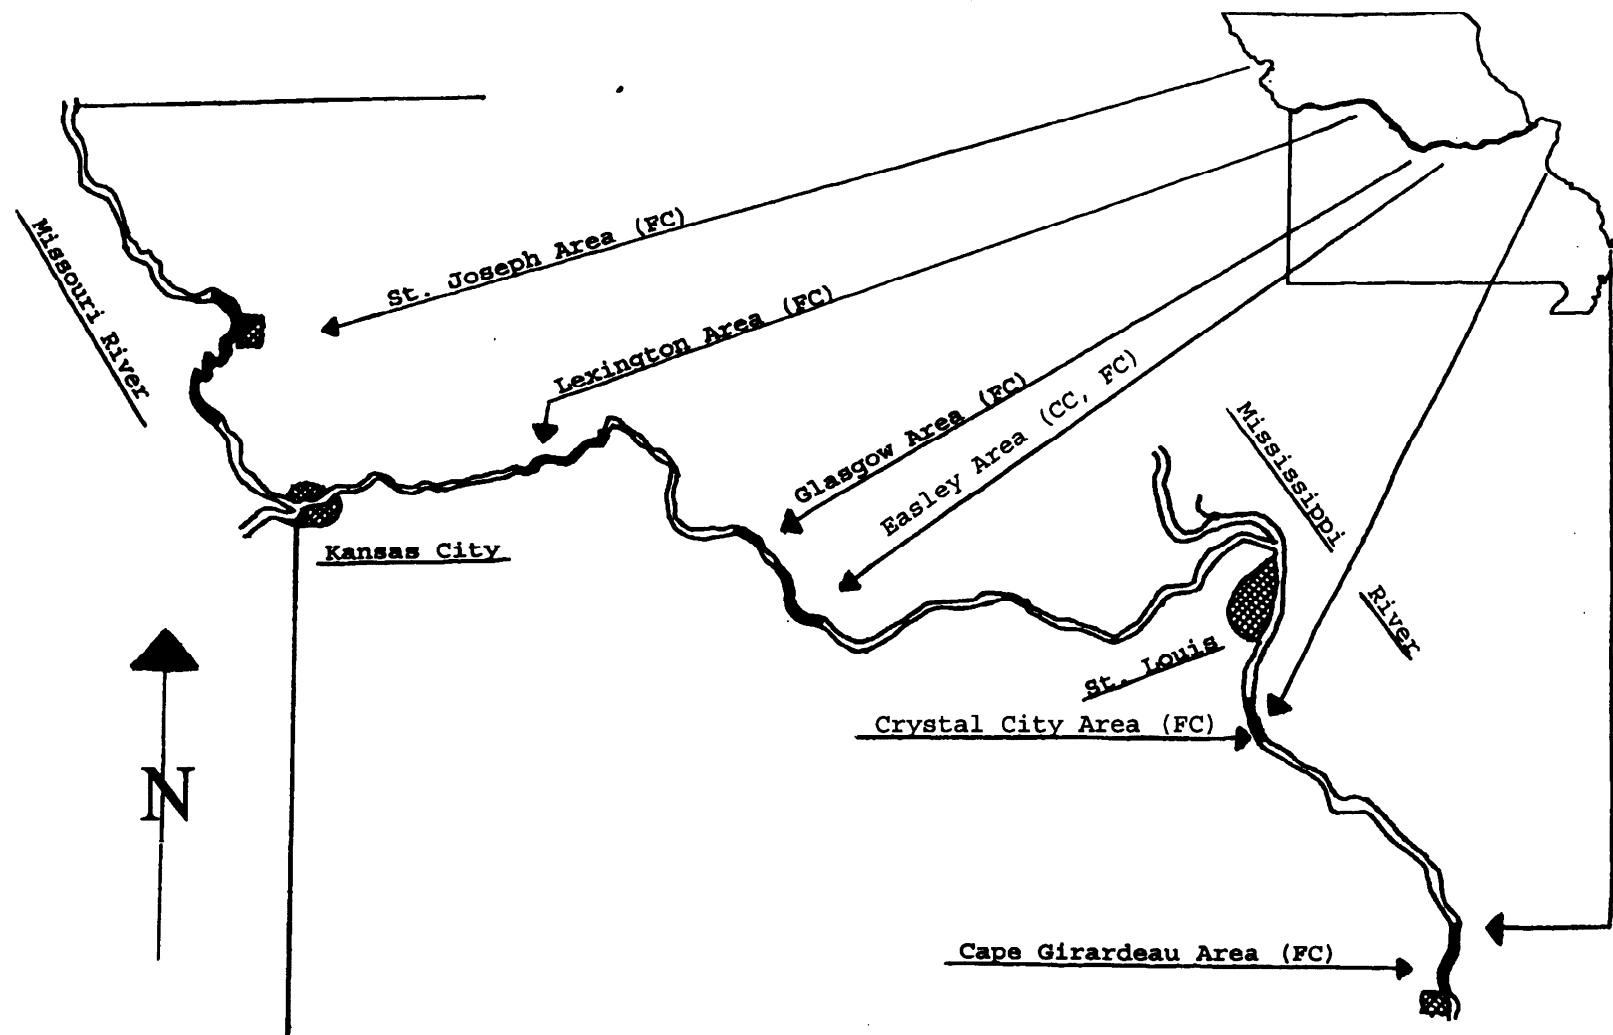 St. Joseph Area (FC)
Missouri River
Lexington Area (FC)
Glasgow Area (FC)
Easley Area (CC, FC)
Mississippi
River
Kansas City
St. Louis
Crystal City Area (FC)
N
Cape Girardeau Area (FC)